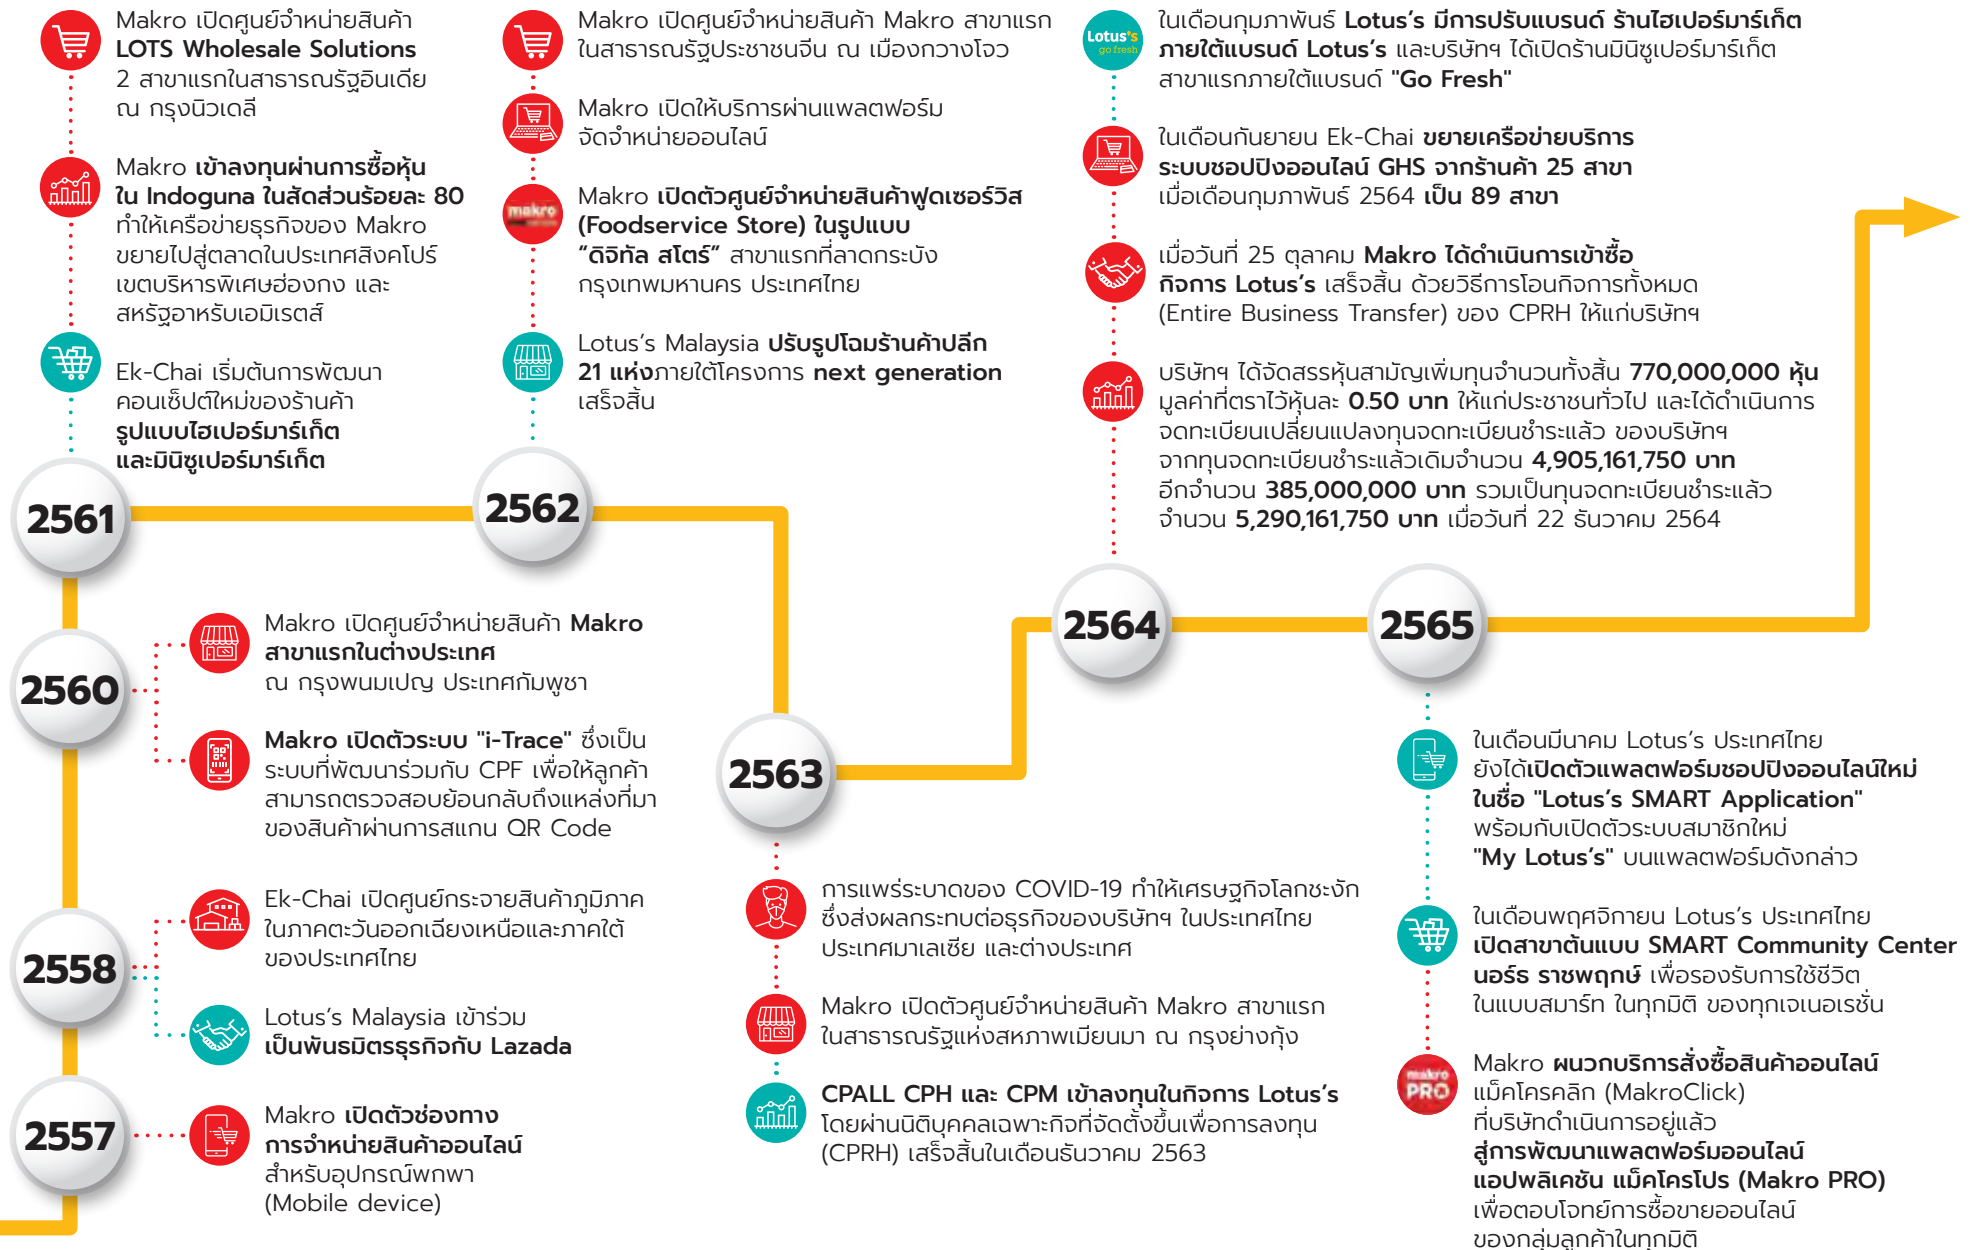 Makro เปิดศูนย์จำหน่ายสินค้า
LOTS Wholesale Solutions
2 สาขาแรกในสาธารณรัฐอินเดีย
ณ กรุงนิวเดลี
Makro เข้าลงทุนผ่านการซื้อหุ้น
ใน Indoguna ในสัดส่วนร้อยละ 80
ทำให้เครือข่ายธุรกิจของ Makro
ขยายไปสู่ตลาดในประเทศสิงคโปร์
เขตบริหารพิเศษฮ่องกง และ
สหรัฐอาหรับเอมิเรตส์
Ek-Chai เริ่มต้นการพัฒนา
คอนเซ็ปต์ใหม่ของร้านค้า
รูปแบบไฮเปอร์มาร์เก็ต
และมินิซูเปอร์มาร์เก็ต
2561
Makro เปิดศูนย์จำหน่ายสินค้า Makro สาขาแรก
ในสาธารณรัฐประชาชนจีน ณ เมืองกวางโจว
Makro เปิดให้บริการผ่านแพลตฟอร์ม
จัดจำหน่ายออนไลน์
makro
Makro เปิดตัวศูนย์จำหน่ายสินค้าฟูดเซอร์วิส
(Foodservice Store) ในรูปแบบ
“ดิจิทัล สโตร์” สาขาแรกที่ลาดกระบัง
กรุงเทพมหานคร ประเทศไทย
Lotus’s Malaysia ปรับรูปโฉมร้านค้าปลีก
21 แห่งภายใต้โครงการ next generation
เสร็จสิ้น
2562
Lotus's
go fresh
ในเดือนกุมภาพันธ์ Lotus’s มีการปรับแบรนด์ ร้านไฮเปอร์มาร์เก็ต
ภายใต้แบรนด์ Lotus’s และบริษัทฯ ได้เปิดร้านมินิซูเปอร์มาร์เก็ต
สาขาแรกภายใต้แบรนด์ "Go Fresh"
ในเดือนกันยายน Ek-Chai ขยายเครือข่ายบริการ
ระบบชอปปิงออนไลน์ GHS จากร้านค้า 25 สาขา
เมื่อเดือนกุมภาพันธ์ 2564 เป็น 89 สาขา
เมื่อวันที่ 25 ตุลาคม Makro ได้ดำเนินการเข้าซื้อ
กิจการ Lotus’s เสร็จสิ้น ด้วยวิธีการโอนกิจการทั้งหมด
(Entire Business Transfer) ของ CPRH ให้แก่บริษัทฯ
บริษัทฯ ได้จัดสรรหุ้นสามัญเพิ่มทุนจำนวนทั้งสิ้น 770,000,000 หุ้น
มูลค่าที่ตราไว้หุ้นละ 0.50 บาท ให้แก่ประชาชนทั่วไป และได้ดำเนินการ
จดทะเบียนเปลี่ยนแปลงทุนจดทะเบียนชำระแล้ว ของบริษัทฯ
จากทุนจดทะเบียนชำระแล้วเดิมจำนวน 4,905,161,750 บาท
อีกจำนวน 385,000,000 บาท รวมเป็นทุนจดทะเบียนชำระแล้ว
จำนวน 5,290,161,750 บาท เมื่อวันที่ 22 ธันวาคม 2564
2564
2565
2560
Makro เปิดศูนย์จำหน่ายสินค้า Makro
สาขาแรกในต่างประเทศ
ณ กรุงพนมเปญ ประเทศกัมพูชา
Makro เปิดตัวระบบ "i-Trace" ซึ่งเป็น
ระบบที่พัฒนาร่วมกับ CPF เพื่อให้ลูกค้า
สามารถตรวจสอบย้อนกลับถึงแหล่งที่มา
ของสินค้าผ่านการสแกน QR Code
2558
Ek-Chai เปิดศูนย์กระจายสินค้าภูมิภาค
ในภาคตะวันออกเฉียงเหนือและภาคใต้
ของประเทศไทย
Lotus’s Malaysia เข้าร่วม
เป็นพันธมิตรธุรกิจกับ Lazada
2557
Makro เปิดตัวช่องทาง
การจำหน่ายสินค้าออนไลน์
สำหรับอุปกรณ์พกพา
(Mobile device)
2563
การแพร่ระบาดของ COVID-19 ทำให้เศรษฐกิจโลกชะงัก
ซึ่งส่งผลกระทบต่อธุรกิจของบริษัทฯ ในประเทศไทย
ประเทศมาเลเซีย และต่างประเทศ
Makro เปิดตัวศูนย์จำหน่ายสินค้า Makro สาขาแรก
ในสาธารณรัฐแห่งสหภาพเมียนมา ณ กรุงย่างกุ้ง
CPALL CPH และ CPM เข้าลงทุนในกิจการ Lotus’s
โดยผ่านนิติบุคคลเฉพาะกิจที่จัดตั้งขึ้นเพื่อการลงทุน
(CPRH) เสร็จสิ้นในเดือนธันวาคม 2563
ในเดือนมีนาคม Lotus’s ประเทศไทย
ยังได้เปิดตัวแพลตฟอร์มชอปปิงออนไลน์ใหม่
ในชื่อ "Lotus’s SMART Application"
พร้อมกับเปิดตัวระบบสมาชิกใหม่
"My Lotus’s" บนแพลตฟอร์มดังกล่าว
ในเดือนพฤศจิกายน Lotus’s ประเทศไทย
เปิดสาขาต้นแบบ SMART Community Center
นอร์ธ ราชพฤกษ์ เพื่อรองรับการใช้ชีวิต
ในแบบสมาร์ท ในทุกมิติ ของทุกเจเนอเรชั่น
makro
PRO
Makro ผนวกบริการสั่งซื้อสินค้าออนไลน์
แม็คโครคลิก (MakroClick)
ที่บริษัทดำเนินการอยู่แล้ว
สู่การพัฒนาแพลตฟอร์มออนไลน์
แอปพลิเคชัน แม็คโครโปร (Makro PRO)
เพื่อตอบโจทย์การซื้อขายออนไลน์
ของกลุ่มลูกค้าในทุกมิติ